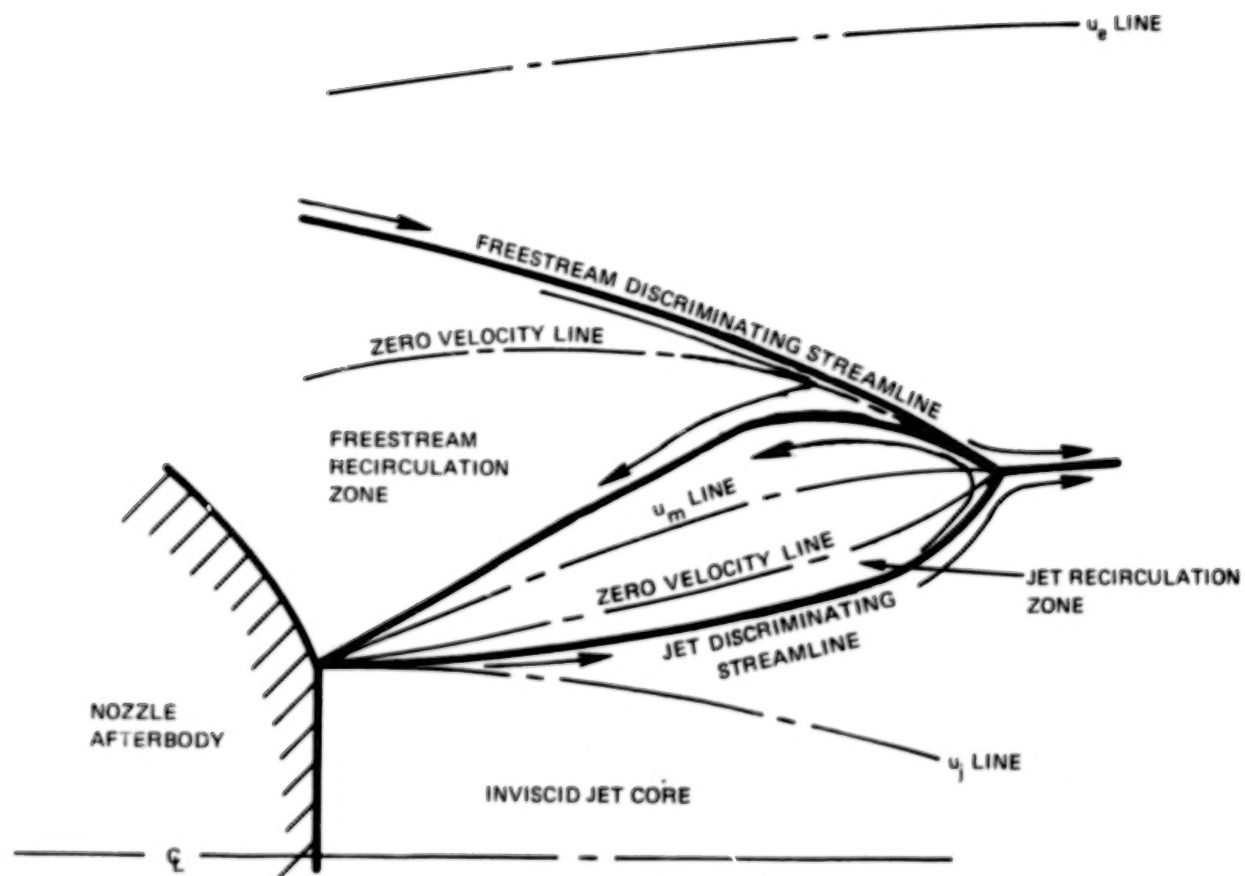 u_e LINE
FREESTREAM DISCRIMINATING STREAMLINE
ZERO VELOCITY LINE
FREESTREAM
RECIRCULATION
ZONE
u_m LINE
ZERO VELOCITY LINE
JET RECIRCULATION
ZONE
JET DISCRIMINATING
STREAMLINE
NOZZLE
AFTERBODY
u_j LINE
INVISCID JET CORE
℄